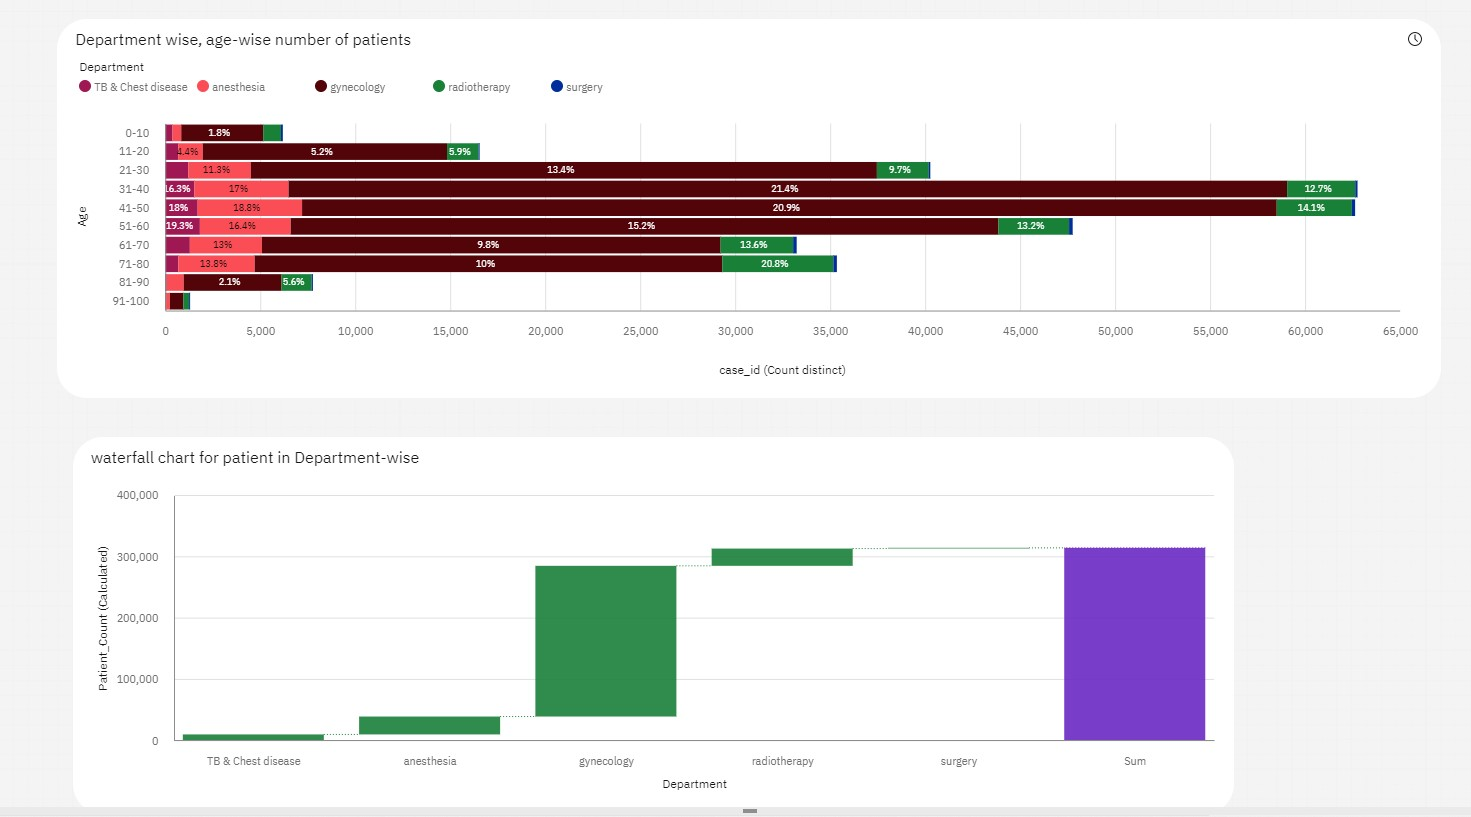 Department wise, age-wise number of patients
Department
TB & Chest disease anesthesia gynecology radiotherapy surgery
Age
0-10 1.8%
11-20 4.4% 5.2% 5.9%
21-30 11.3% 13.4% 9.7%
31-40 16.3% 17% 21.4% 12.7%
41-50 18% 18.8% 20.9% 14.1%
51-60 19.3% 16.4% 15.2% 13.2%
61-70 13% 9.8% 13.6%
71-80 13.8% 10% 20.8%
81-90 2.1% 5.6%
91-100
0 5,000 10,000 15,000 20,000 25,000 30,000 35,000 40,000 45,000 50,000 55,000 60,000 65,000
case_id (Count distinct)
waterfall chart for patient in Department-wise
Patient_Count (Calculated)
400,000
300,000
200,000
100,000
0
TB & Chest disease anesthesia gynecology radiotherapy surgery Sum
Department